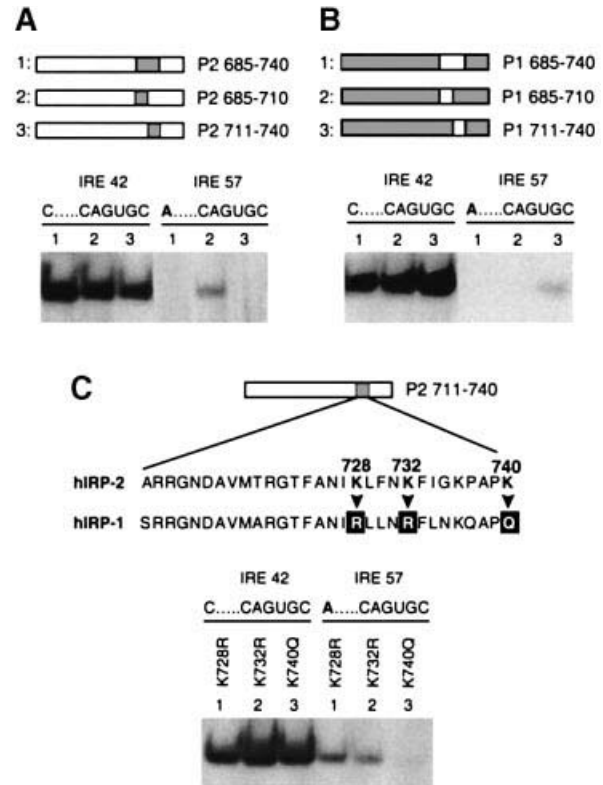 A
1: P2 685-740
2: P2 685-710
3: P2 711-740
IRE 42 IRE 57
C.....CAGUGC A.....CAGUGC
1 2 3 1 2 3
B
1: P1 685-740
2: P1 685-710
3: P1 711-740
IRE 42 IRE 57
C.....CAGUGC A.....CAGUGC
1 2 3 1 2 3
C
P2 711-740
728 732 740
hIRP-2 ARRGNDAVMTRGTFANIKLFNKFIGKPAPK
hIRP-1 SRRGNDAVMARGTFANIRLLNRFLNKQAPQ
IRE 42 IRE 57
C.....CAGUGC A.....CAGUGC
K728R K732R K740Q K728R K732R K740Q
1 2 3 1 2 3